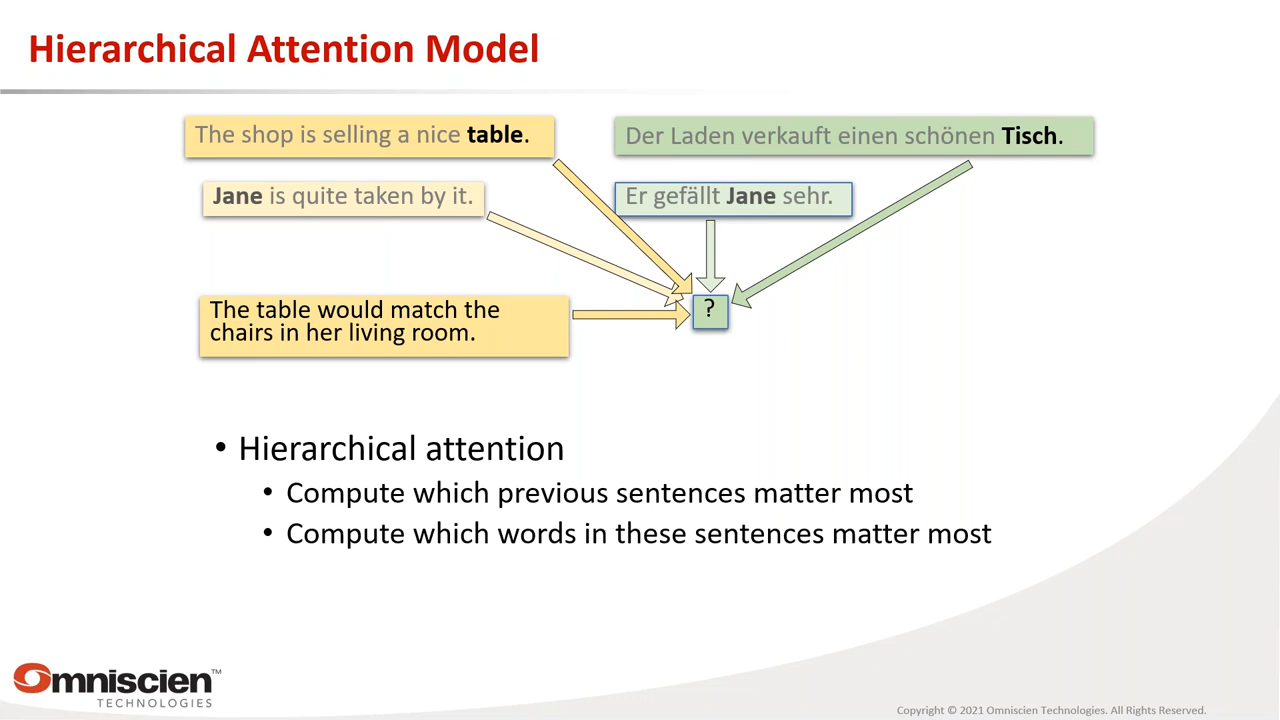 Hierarchical Attention Model
The shop is selling a nice table.
Der Laden verkauft einen schönen Tisch.
Jane is quite taken by it.
Er gefällt Jane sehr.
The table would match the
chairs in her living room.
?
• Hierarchical attention
• Compute which previous sentences matter most
• Compute which words in these sentences matter most
Omniscien™
TECHNOLOGIES
Copyright © 2021 Omniscien Technologies. All Rights Reserved.